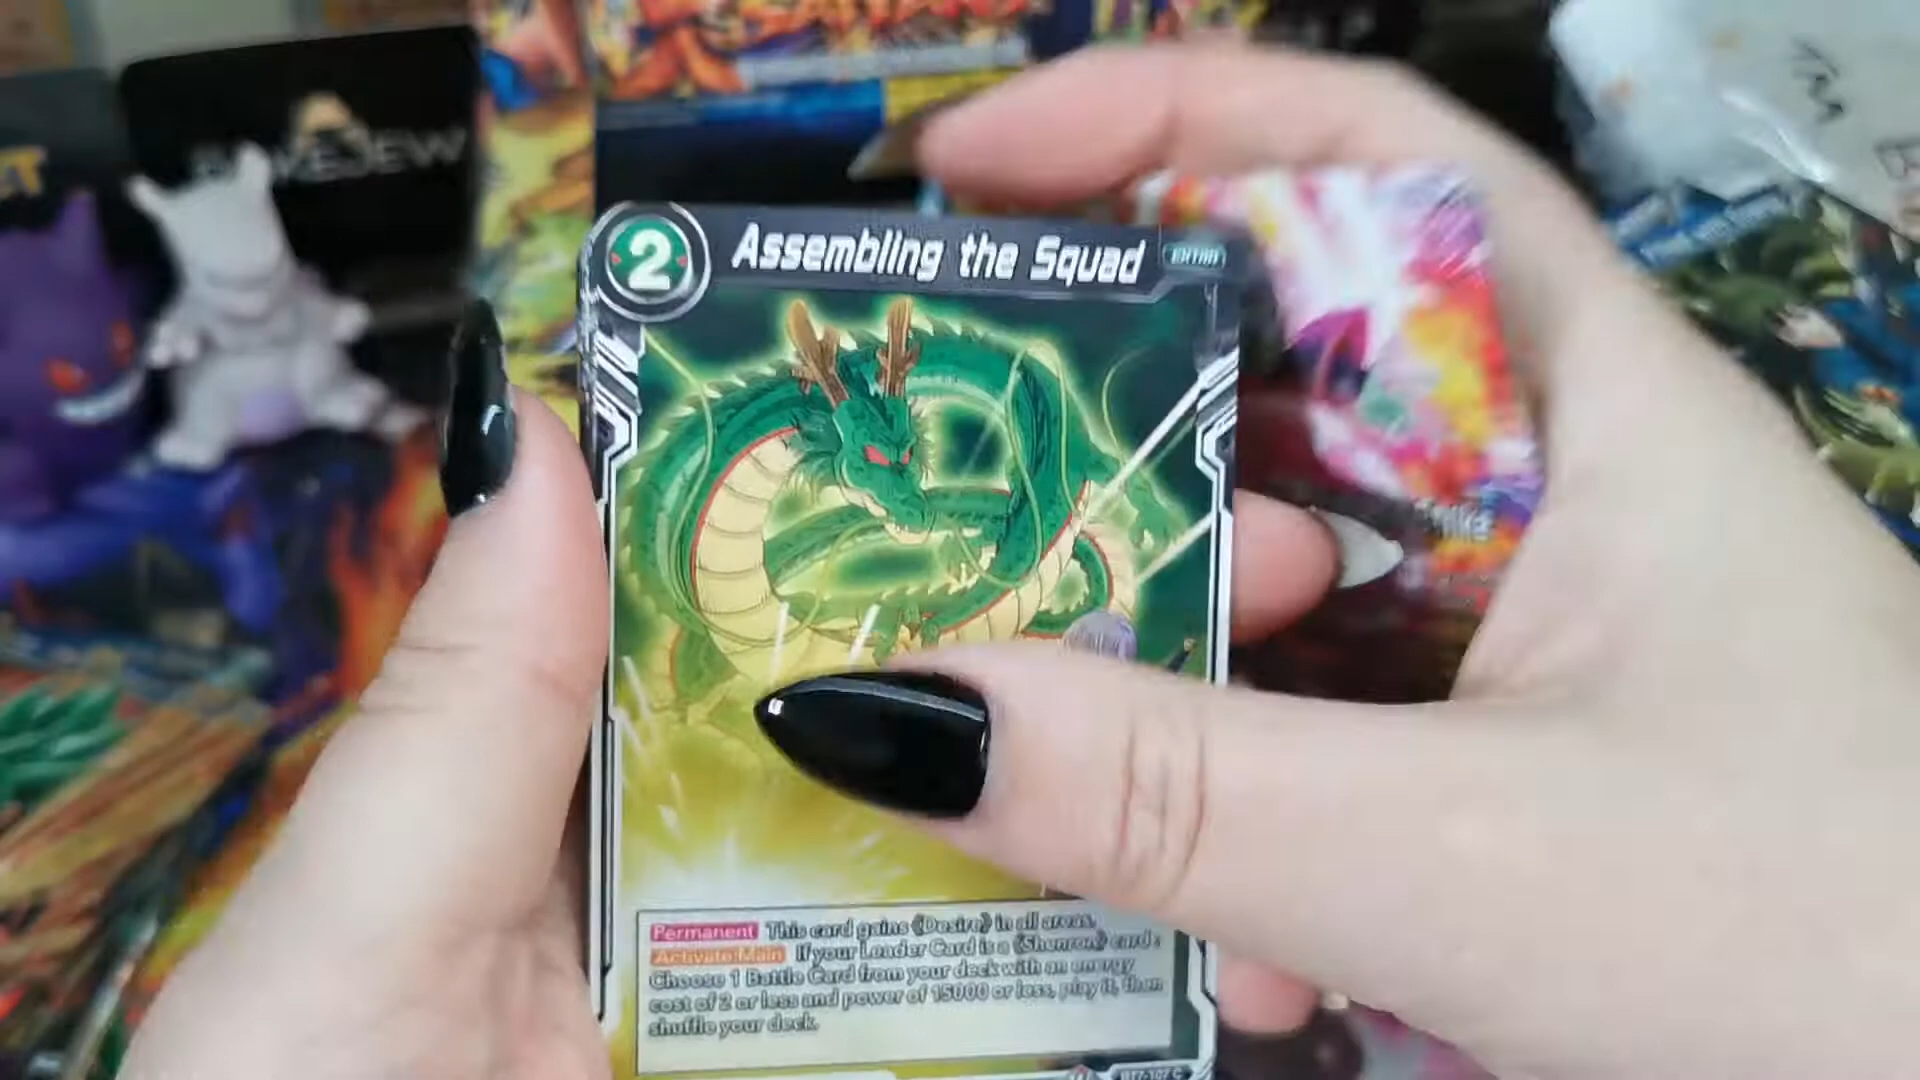 2 Assembling the Squad EXTRA
Permanent This card gains 《Desire》 in all areas.
Activate:Main If your Leader Card is a 《Shenron》 card:
Choose 1 Battle Card from your deck with an energy
cost of 2 or less and power of 15000 or less, play it, then
shuffle your deck.
BT7-107 C